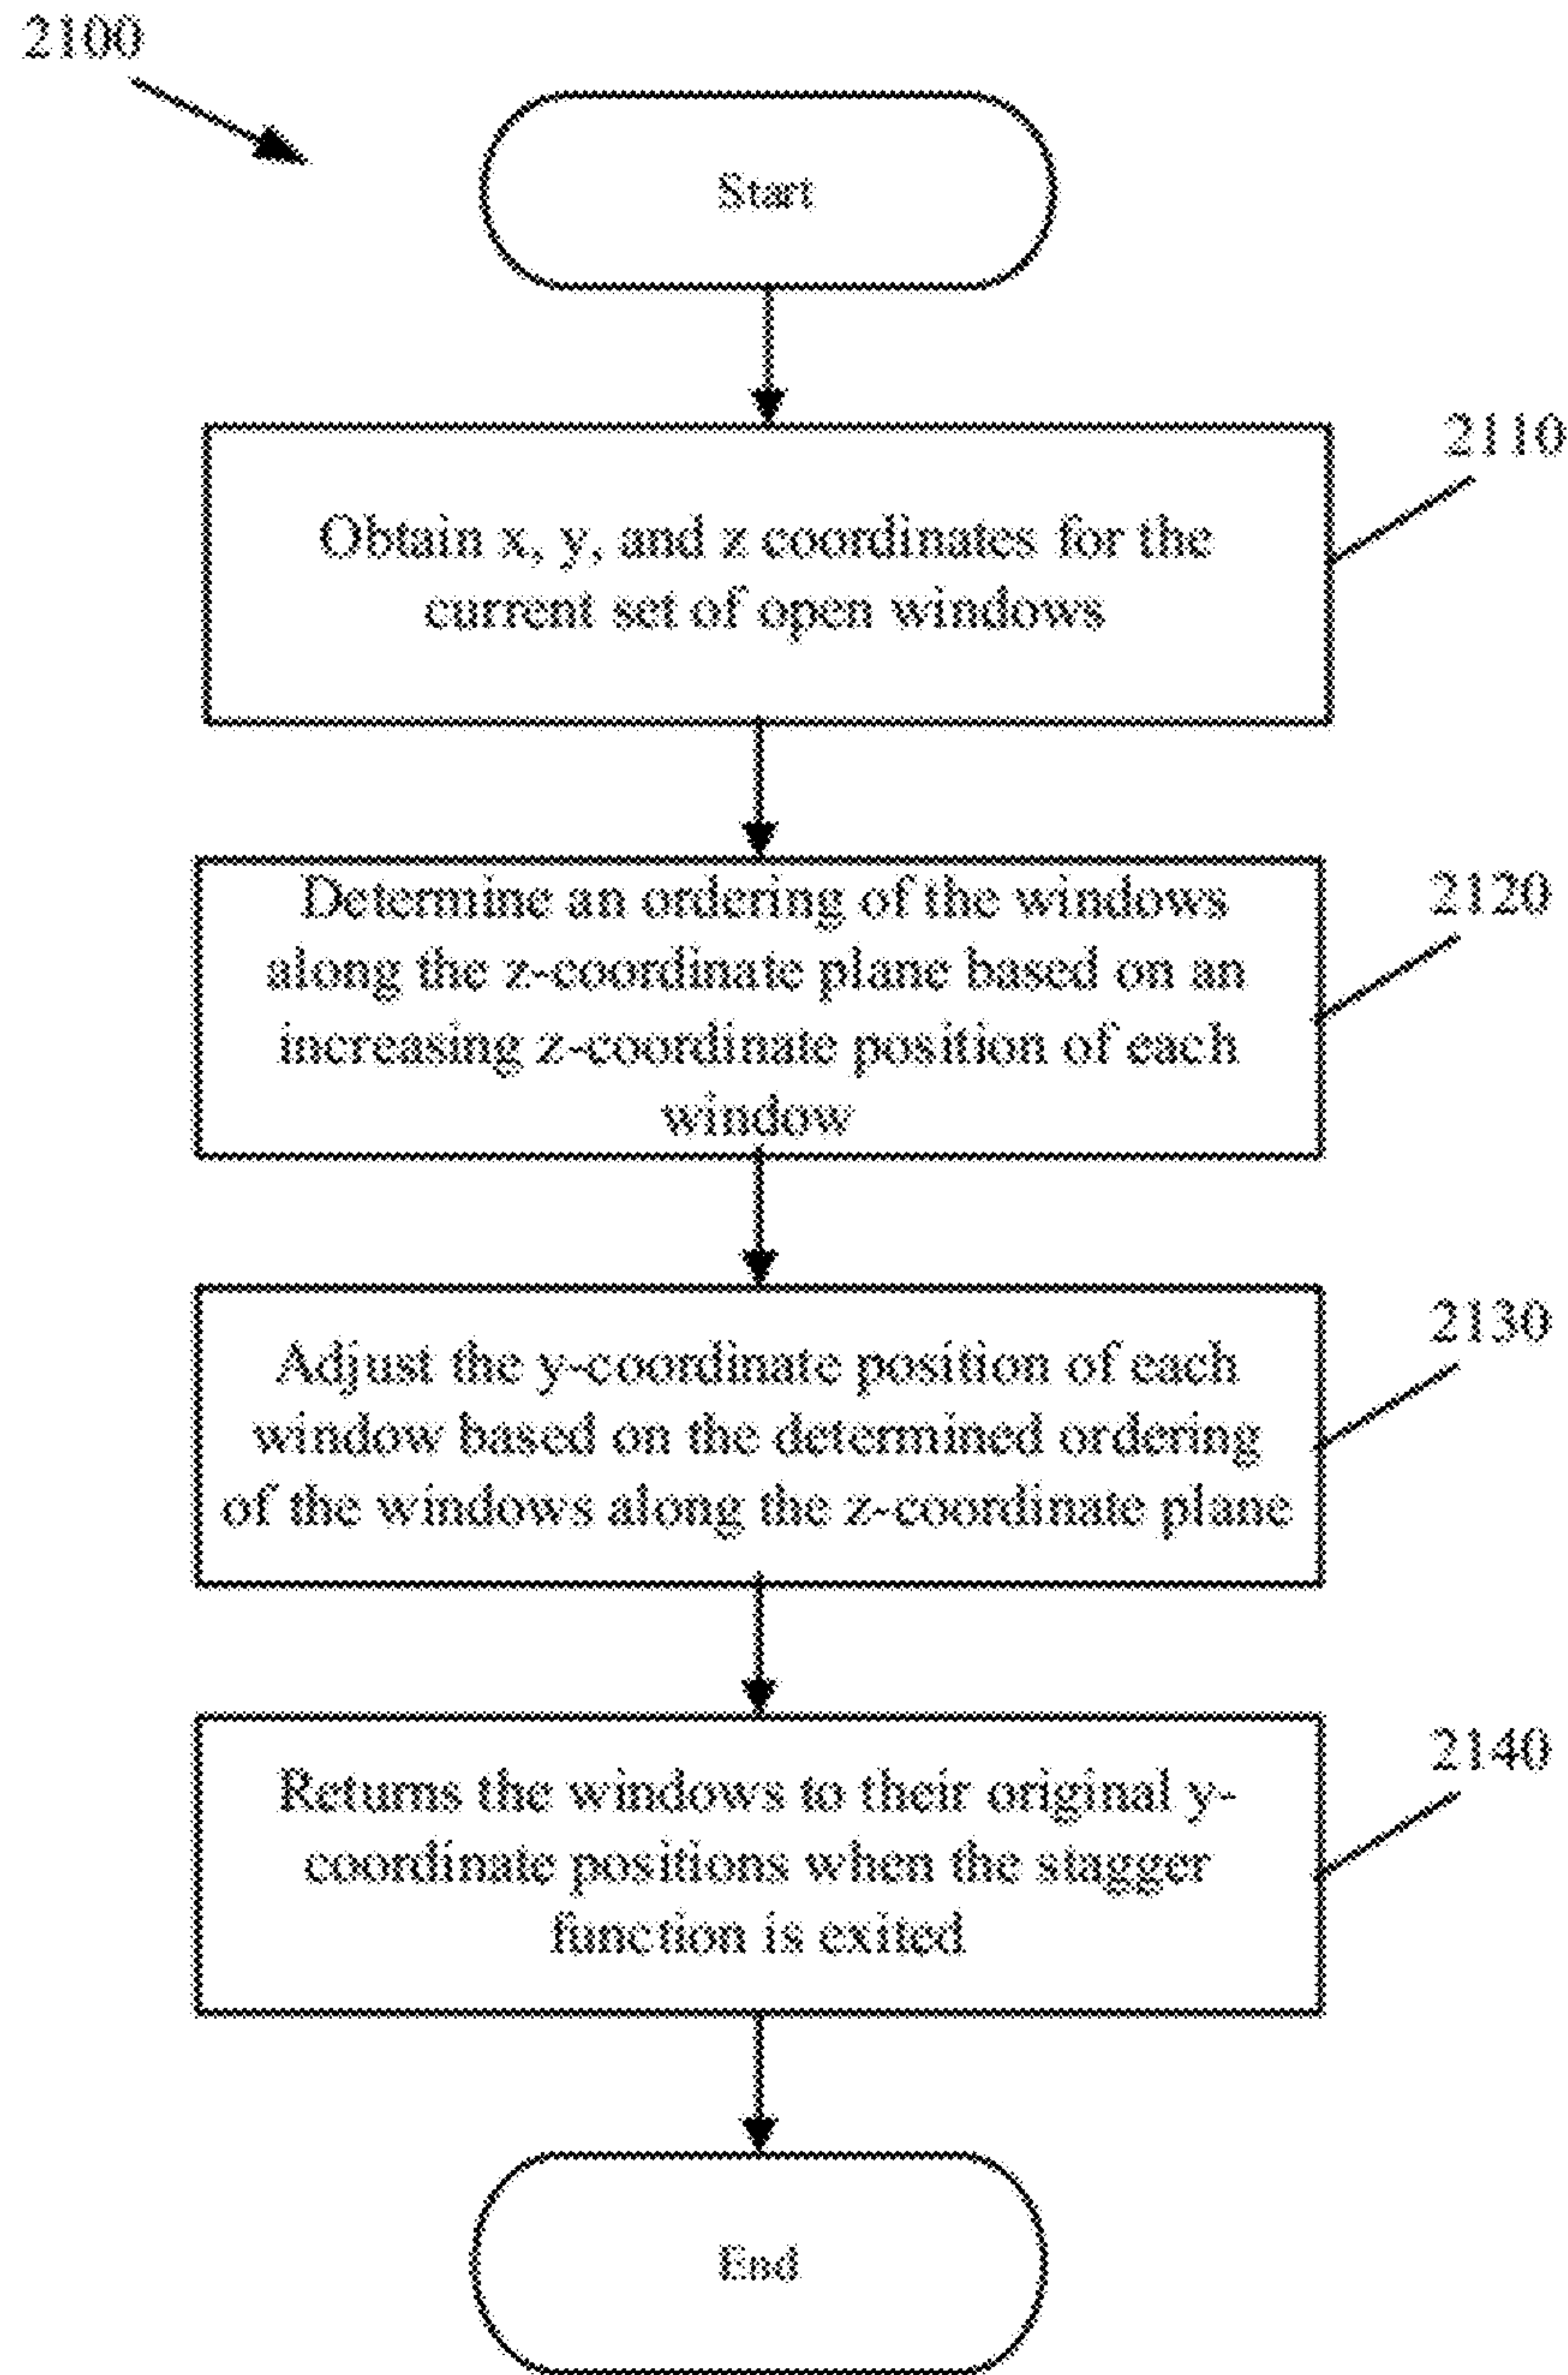 2100
Start
2110
Obtain x, y, and z coordinates for the
current set of open windows
2120
Determine an ordering of the windows
along the z-coordinate plane based on an
increasing z-coordinate position of each
window
2130
Adjust the y-coordinate position of each
window based on the determined ordering
of the windows along the z-coordinate plane
2140
Returns the windows to their original y-
coordinate positions when the stagger
function is exited
End